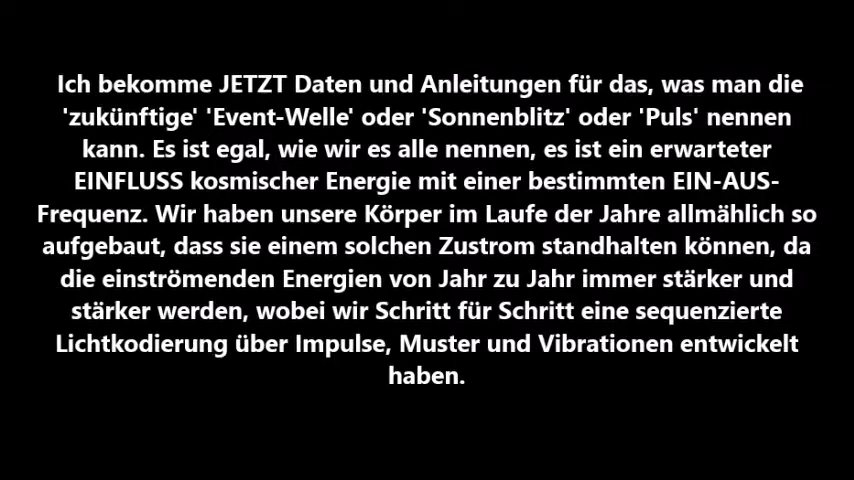 Ich bekomme JETZT Daten und Anleitungen für das, was man die
'zukünftige' 'Event-Welle' oder 'Sonnenblitz' oder 'Puls' nennen
kann. Es ist egal, wie wir es alle nennen, es ist ein erwarteter
EINFLUSS kosmischer Energie mit einer bestimmten EIN-AUS-
Frequenz. Wir haben unsere Körper im Laufe der Jahre allmählich so
aufgebaut, dass sie einem solchen Zustrom standhalten können, da
die einströmenden Energien von Jahr zu Jahr immer stärker und
stärker werden, wobei wir Schritt für Schritt eine sequenzierte
Lichtkodierung über Impulse, Muster und Vibrationen entwickelt
haben.